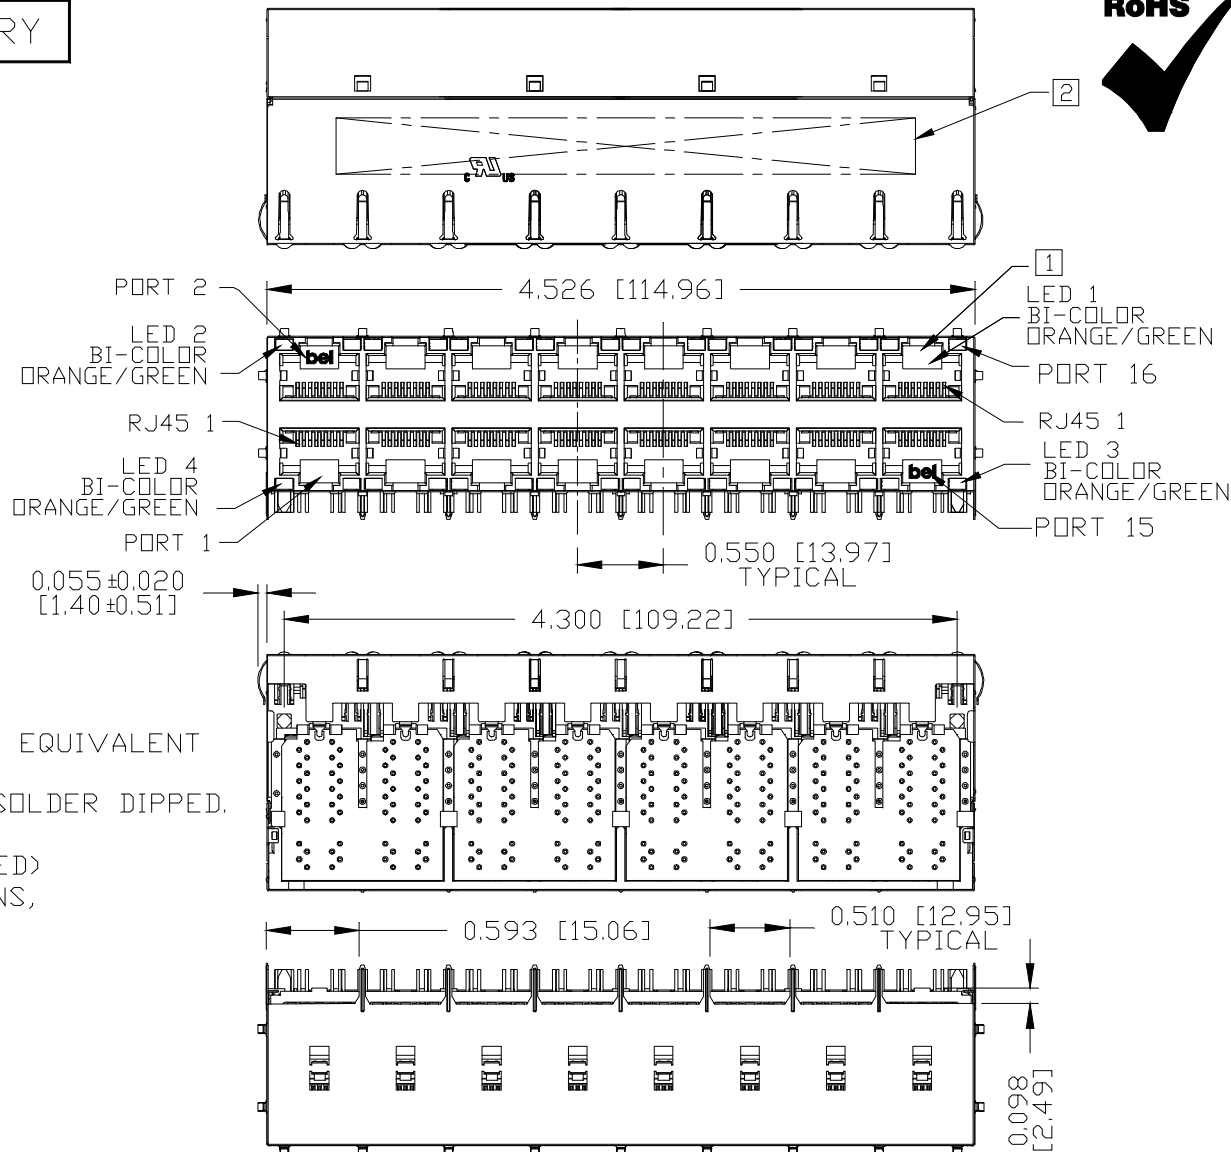 RoHS
RY
2
c RU US
1
PORT 2
4.526 [114.96]
LED 1
BI-COLOR
ORANGE/GREEN
LED 2
BI-COLOR
ORANGE/GREEN
bel
PORT 16
RJ45 1
RJ45 1
LED 3
BI-COLOR
ORANGE/GREEN
LED 4
BI-COLOR
ORANGE/GREEN
bel
PORT 1
PORT 15
0.550 [13.97]
TYPICAL
0.055±0.020
[1.40±0.51]
4.300 [109.22]
EQUIVALENT
SOLDER DIPPED.
ED)
NS,
0.593 [15.06]
0.510 [12.95]
TYPICAL
0.098
[2.49]